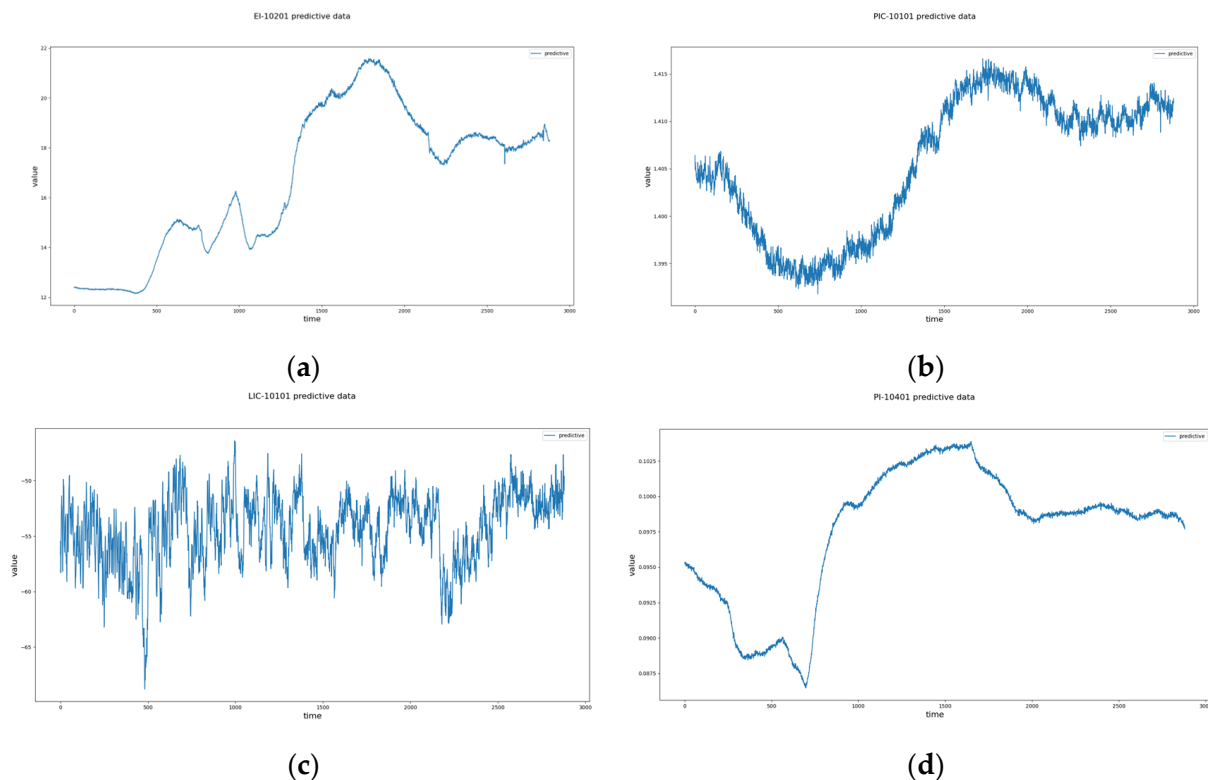 EI-10201 predictive data
predictive
22
20
18
16
14
12
value
0
500
1000
1500
2000
2500
3000
time
(a)
PIC-10101 predictive data
predictive
1.415
1.410
1.405
1.400
1.395
value
0
500
1000
1500
2000
2500
3000
time
(b)
LIC-10101 predictive data
predictive
−50
−55
−60
−65
value
0
500
1000
1500
2000
2500
3000
time
(c)
PI-10401 predictive data
predictive
0.1025
0.1000
0.0975
0.0950
0.0925
0.0900
0.0875
value
0
500
1000
1500
2000
2500
3000
time
(d)